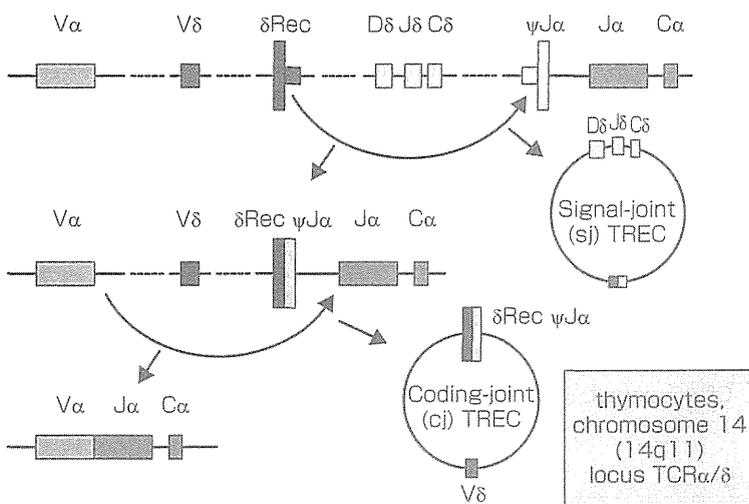 Vα Vδ δRec Dδ Jδ Cδ ψJα Jα Cα
Dδ Jδ Cδ
Signal-joint
(sj) TREC
Vα Vδ δRec ψJα Jα Cα
δRec ψJα
Coding-joint
(cj) TREC
Vδ
Vα Jα Cα
thymocytes,
chromosome 14
(14q11)
locus TCRα/δ